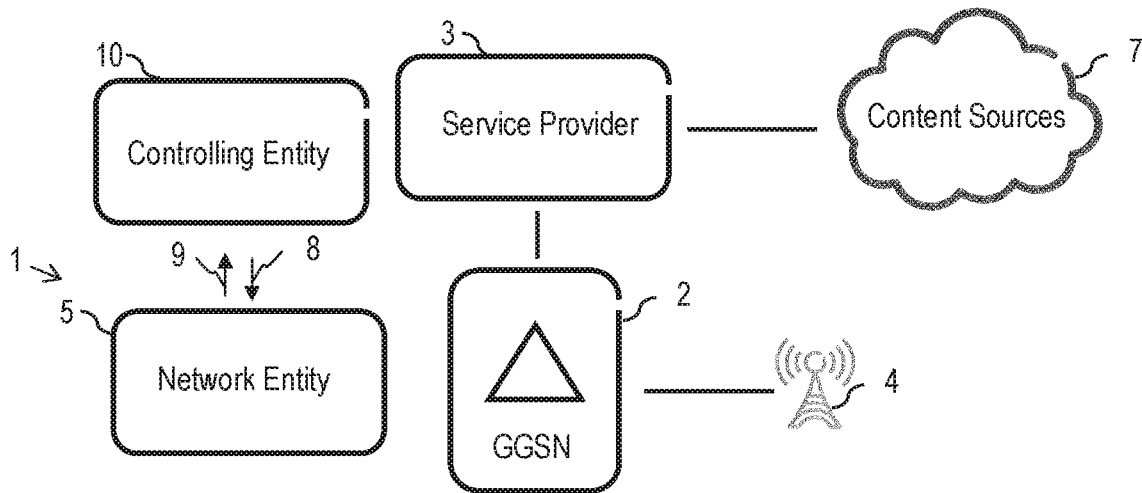 10
3
7
Controlling Entity
Service Provider
Content Sources
1
9
8
5
2
Network Entity
GGSN
4